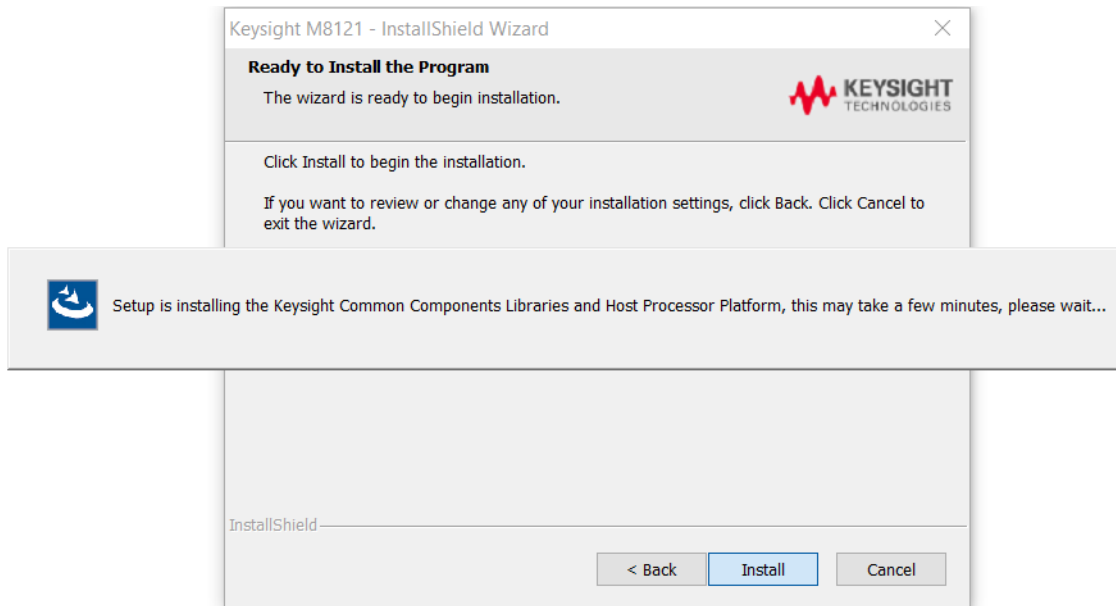 Keysight M8121 - InstallShield Wizard
Ready to Install the Program
The wizard is ready to begin installation.
KEYSIGHT
TECHNOLOGIES
Click Install to begin the installation.
If you want to review or change any of your installation settings, click Back. Click Cancel to
exit the wizard.
Setup is installing the Keysight Common Components Libraries and Host Processor Platform, this may take a few minutes, please wait...
InstallShield
< Back
Install
Cancel